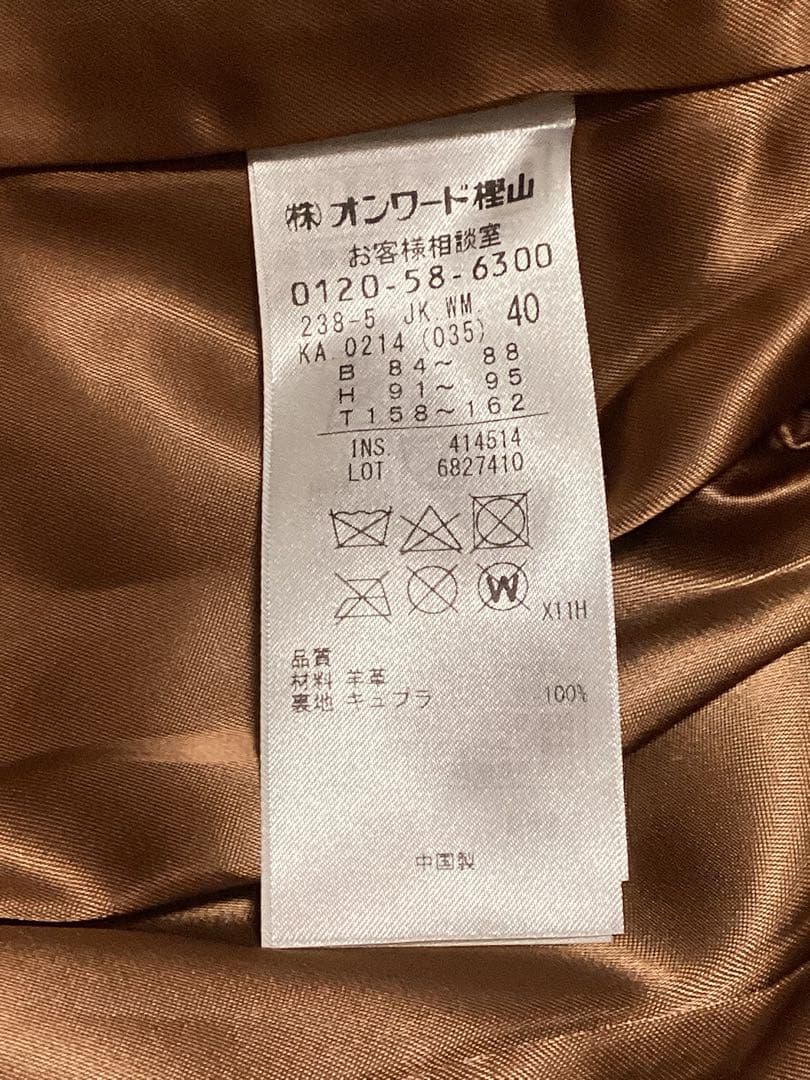 ㈱オンワード樫山
お客様相談室
0120-58-6300
238-5 JK.WM. 40
KA.0214 (035)
B 84～ 88
H 91～ 95
T158～162
INS. 414514
LOT 6827410
W
X11H
品質
材料 羊革
裏地 キュプラ 100%
中国製